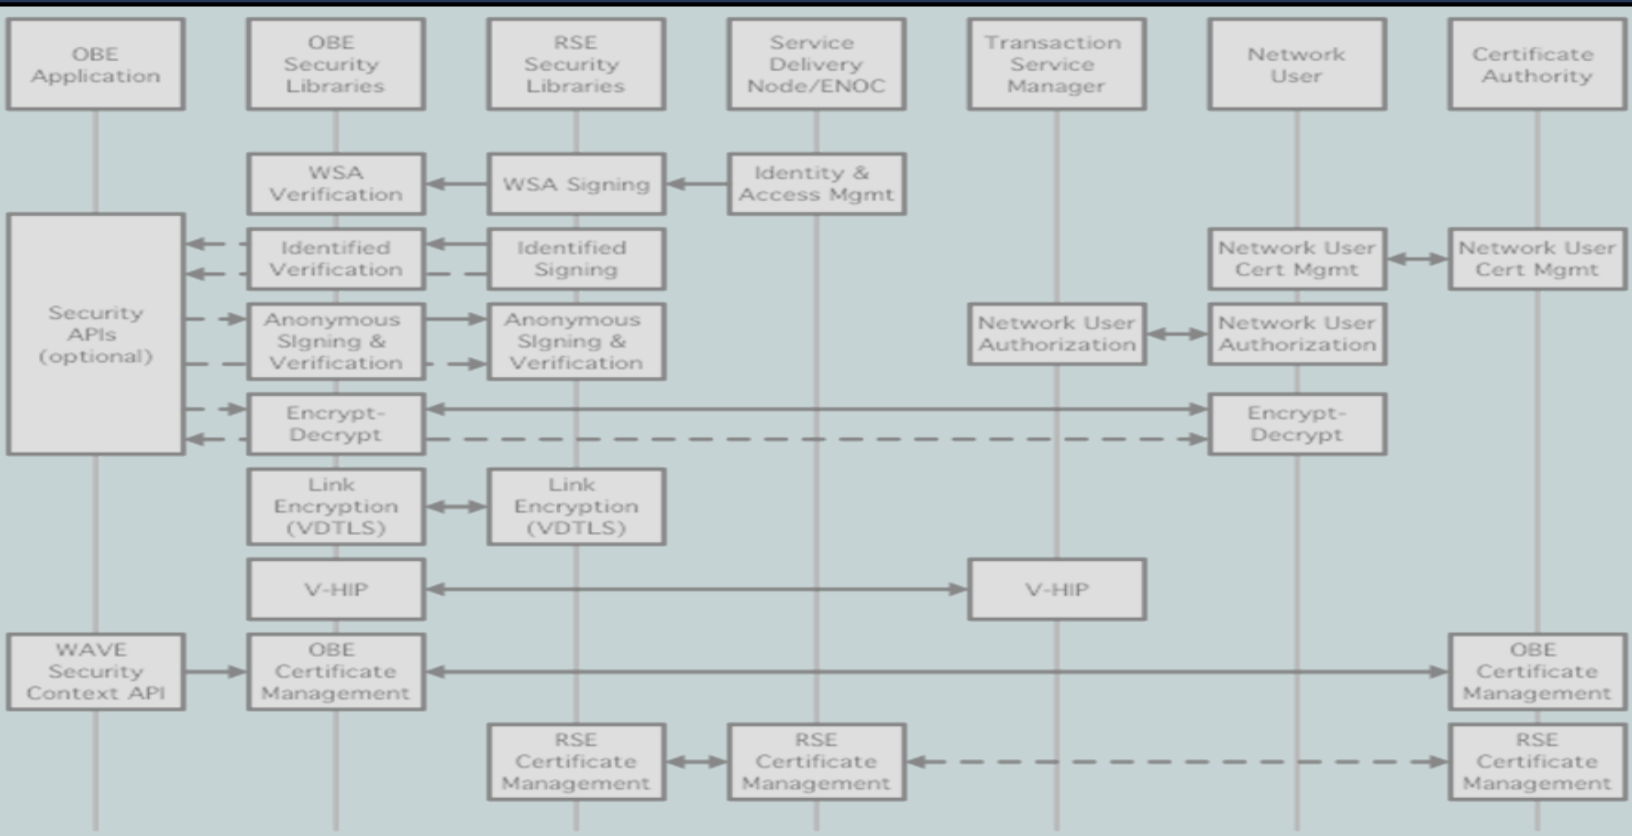 OBE
Application
OBE
Security
Libraries
RSE
Security
Libraries
Service
Delivery
Node/ENOC
Transaction
Service
Manager
Network
User
Certificate
Authority
WSA
Verification
WSA Signing
Identity &
Access Mgmt
Security
APIs
(optional)
Identified
Verification
Identified
Signing
Network User
Cert Mgmt
Network User
Cert Mgmt
Anonymous
SIgning &
Verification
Anonymous
SIgning &
Verification
Network User
Authorization
Network User
Authorization
Encrypt-
Decrypt
Encrypt-
Decrypt
Link
Encryption
(VDTLS)
Link
Encryption
(VDTLS)
V-HIP
V-HIP
WAVE
Security
Context API
OBE
Certificate
Management
OBE
Certificate
Management
RSE
Certificate
Management
RSE
Certificate
Management
RSE
Certificate
Management